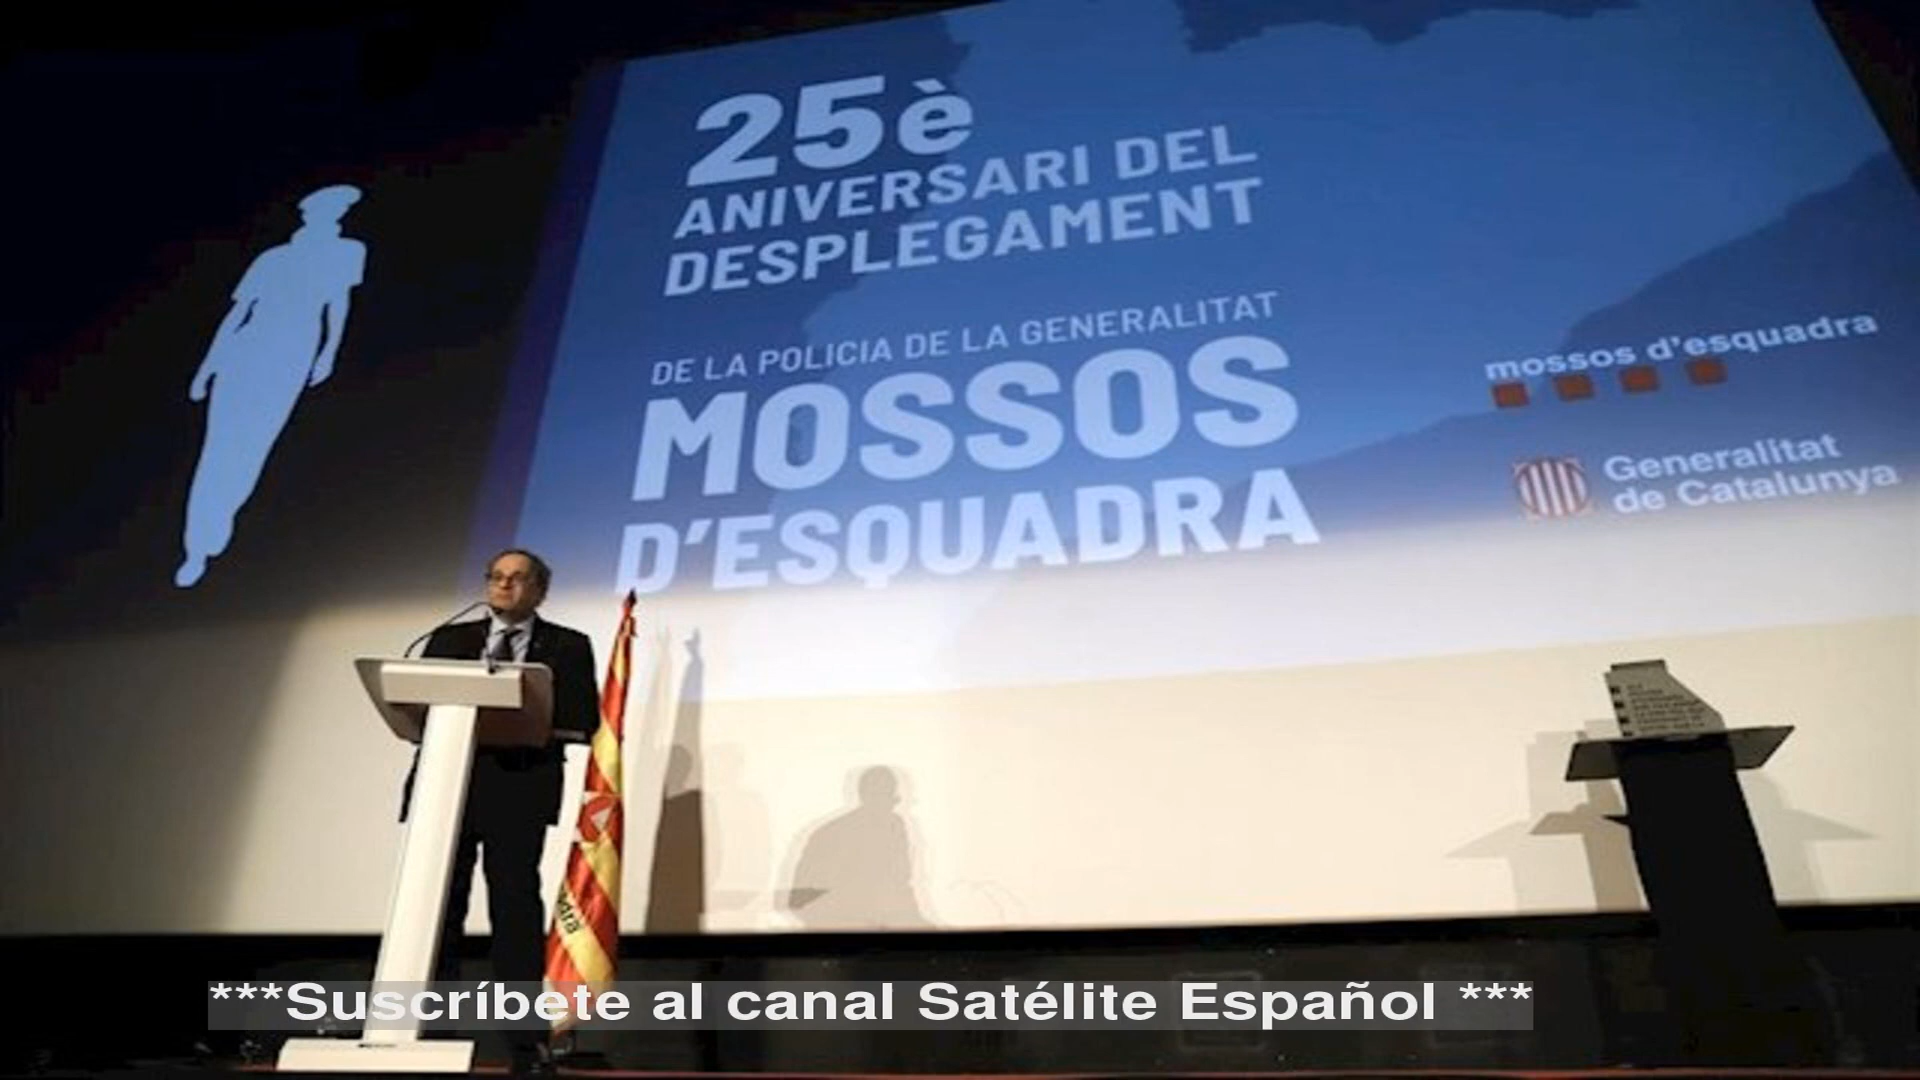 25è
ANIVERSARI DEL
DESPLEGAMENT
DE LA POLICIA DE LA GENERALITAT
MOSSOS
D'ESQUADRA
mossos d'esquadra
Generalitat
de Catalunya
***Suscríbete al canal Satélite Español ***